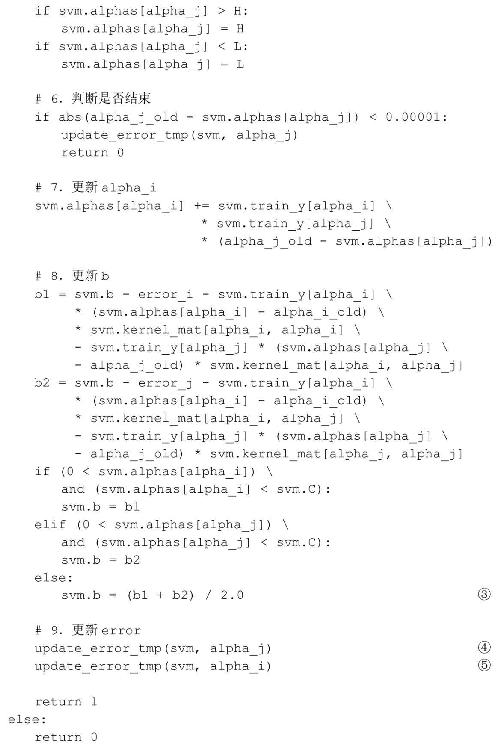 if svm.alphas[alpha_j] > H:
    svm.alphas[alpha_j] = H
if svm.alphas[alpha_j] < L:
    svm.alphas[alpha_j] = L

# 6. 判断是否结束
if abs(alpha_j_old - svm.alphas[alpha_j]) < 0.00001:
    update_error_tmp(svm, alpha_j)
    return 0

# 7. 更新alpha_i
svm.alphas[alpha_i] += svm.train_y[alpha_i] \
                     * svm.train_y[alpha_j] \
                     * (alpha_j_old - svm.alphas[alpha_j])

# 8. 更新b
b1 = svm.b - error_i - svm.train_y[alpha_i] \
     * (svm.alphas[alpha_i] - alpha_i_old) \
     * svm.kernel_mat[alpha_i, alpha_i] \
     - svm.train_y[alpha_j] * (svm.alphas[alpha_j] \
     - alpha_j_old) * svm.kernel_mat[alpha_i, alpha_j]
b2 = svm.b - error_j - svm.train_y[alpha_i] \
     * (svm.alphas[alpha_i] - alpha_i_old) \
     * svm.kernel_mat[alpha_i, alpha_j] \
     - svm.train_y[alpha_j] * (svm.alphas[alpha_j] \
     - alpha_j_old) * svm.kernel_mat[alpha_j, alpha_j]
if (0 < svm.alphas[alpha_i]) \
    and (svm.alphas[alpha_i] < svm.C):
    svm.b = b1
elif (0 < svm.alphas[alpha_j]) \
    and (svm.alphas[alpha_j] < svm.C):
    svm.b = b2
else:
    svm.b = (b1 + b2) / 2.0 ③

# 9. 更新error
update_error_tmp(svm, alpha_j) ④
update_error_tmp(svm, alpha_i) ⑤

return 1
else:
    return 0